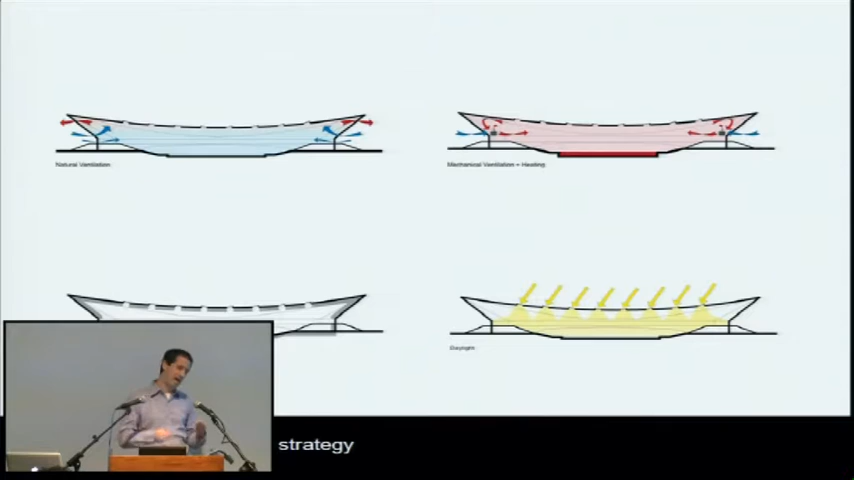 Natural Ventilation
Mechanical Ventilation + Heating
Daylight
strategy